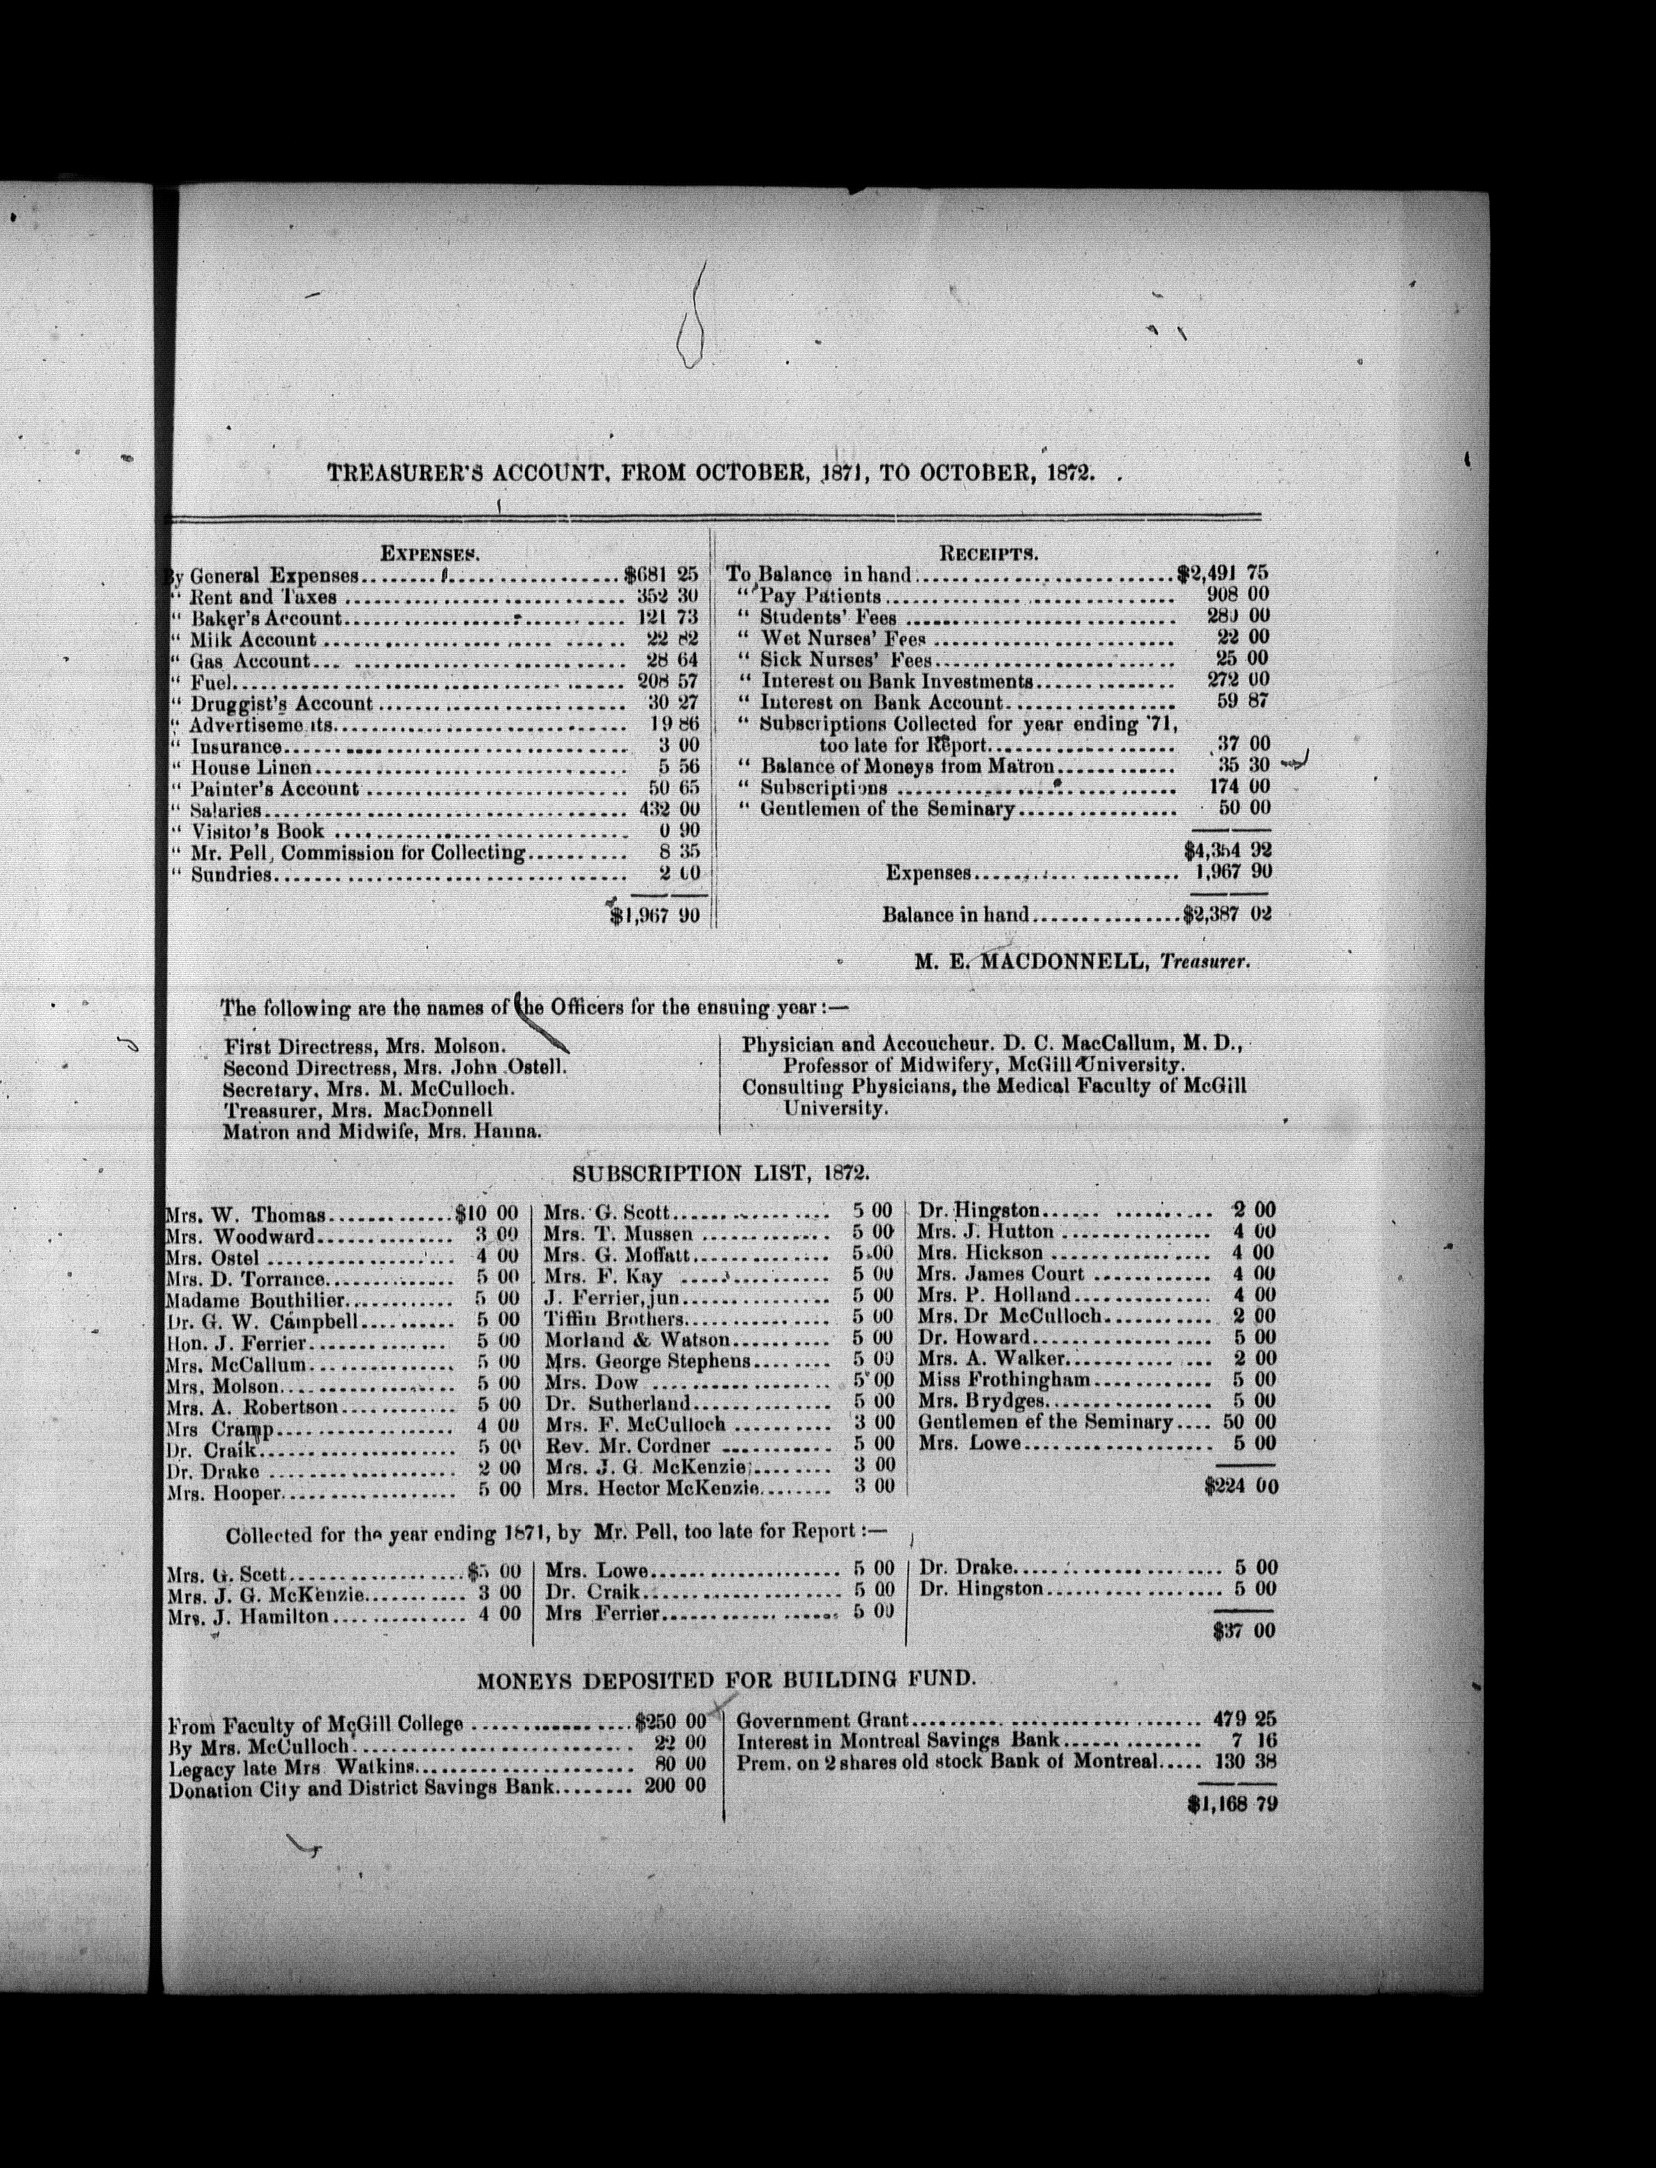 TREASURER'S ACCOUNT, FROM OCTOBER, 1871, TO OCTOBER, 1872.
EXPENSES.
By General Expenses........ $681 25
" Rent and Taxes ........ 352 30
" Baker's Account........ 121 73
" Milk Account ........ 22 82
" Gas Account........ 28 64
" Fuel........ 208 57
" Druggist's Account ........ 30 27
" Advertiseme its........ 19 86
" Insurance........ 3 00
" House Linen........ 5 56
" Painter's Account ........ 50 65
" Salaries........ 432 00
" Visitor's Book ........ 0 90
" Mr. Pell, Commission for Collecting........ 8 35
" Sundries........ 2 00
$1,967 90
RECEIPTS.
To Balance in hand........ $2,491 75
" Pay Patients........ 908 00
" Students' Fees ........ 280 00
" Wet Nurses' Fees ........ 22 00
" Sick Nurses' Fees........ 25 00
" Interest on Bank Investments........ 272 00
" Interest on Bank Account........ 59 87
" Subscriptions Collected for year ending '71,
too late for Report........ 37 00
" Balance of Moneys from Matron........ 35 30
" Subscriptions ........ 174 00
" Gentlemen of the Seminary........ 50 00
$4,354 92
Expenses........ 1,967 90
Balance in hand........ $2,387 02
M. E. MACDONNELL, Treasurer.
The following are the names of the Officers for the ensuing year:—
First Directress, Mrs. Molson.
Second Directress, Mrs. John Ostell.
Secretary, Mrs. M. McCulloch.
Treasurer, Mrs. MacDonnell
Matron and Midwife, Mrs. Hanna.
Physician and Accoucheur. D. C. MacCallum, M. D.,
Professor of Midwifery, McGill University.
Consulting Physicians, the Medical Faculty of McGill
University.
SUBSCRIPTION LIST, 1872.
Mrs. W. Thomas........ $10 00
Mrs. Woodward........ 3 00
Mrs. Ostel ........ 4 00
Mrs. D. Torrance........ 5 00
Madame Bouthilier........ 5 00
Dr. G. W. Campbell........ 5 00
Hon. J. Ferrier........ 5 00
Mrs. McCallum........ 5 00
Mrs. Molson........ 5 00
Mrs. A. Robertson........ 5 00
Mrs Cramp........ 4 00
Dr. Craik........ 5 00
Dr. Drake ........ 2 00
Mrs. Hooper........ 5 00
Mrs. G. Scott........ 5 00
Mrs. T. Mussen ........ 5 00
Mrs. G. Moffatt........ 5 00
Mrs. F. Kay ........ 5 00
J. Ferrier, jun........ 5 00
Tiffin Brothers........ 5 00
Morland & Watson........ 5 00
Mrs. George Stephens........ 5 00
Mrs. Dow ........ 5 00
Dr. Sutherland........ 5 00
Mrs. F. McCulloch ........ 3 00
Rev. Mr. Cordner ........ 5 00
Mrs. J. G. McKenzie........ 3 00
Mrs. Hector McKenzie........ 3 00
Dr. Hingston........ 2 00
Mrs. J. Hutton ........ 4 00
Mrs. Hickson ........ 4 00
Mrs. James Court ........ 4 00
Mrs. P. Holland........ 4 00
Mrs. Dr McCulloch........ 2 00
Dr. Howard........ 5 00
Mrs. A. Walker........ 2 00
Miss Frothingham........ 5 00
Mrs. Brydges........ 5 00
Gentlemen of the Seminary.... 50 00
Mrs. Lowe........ 5 00
$224 00
Collected for the year ending 1871, by Mr. Pell, too late for Report:—
Mrs. G. Scett........ $5 00
Mrs. J. G. McKenzie........ 3 00
Mrs. J. Hamilton........ 4 00
Mrs. Lowe........ 5 00
Dr. Craik........ 5 00
Mrs Ferrier........ 5 00
Dr. Drake........ 5 00
Dr. Hingston........ 5 00
$37 00
MONEYS DEPOSITED FOR BUILDING FUND.
From Faculty of McGill College ........ $250 00
By Mrs. McCulloch........ 22 00
Legacy late Mrs Watkins........ 80 00
Donation City and District Savings Bank........ 200 00
Government Grant........ 479 25
Interest in Montreal Savings Bank........ 7 16
Prem. on 2 shares old stock Bank of Montreal..... 130 38
$1,168 79